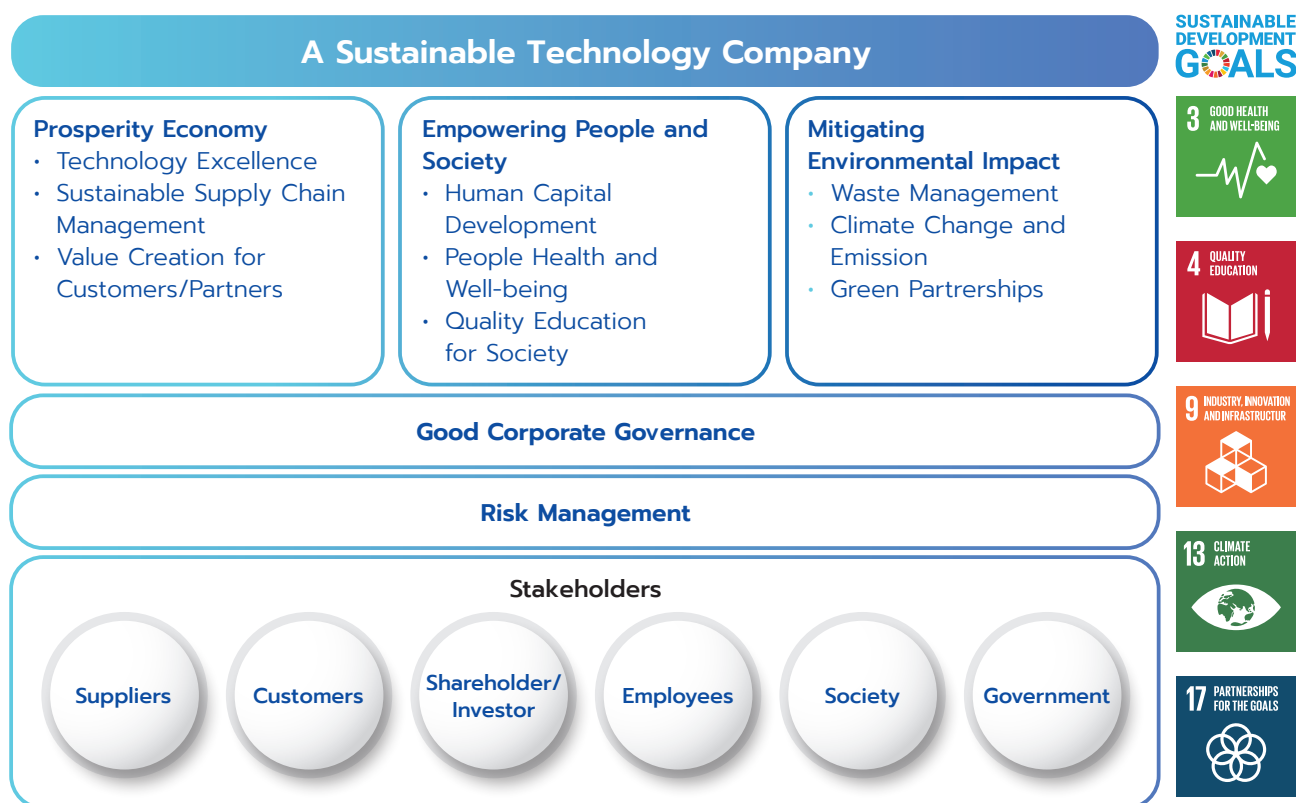 A Sustainable Technology Company
Prosperity Economy
• Technology Excellence
• Sustainable Supply Chain
Management
• Value Creation for
Customers/Partners
Empowering People and
Society
• Human Capital
Development
• People Health and
Well-being
• Quality Education
for Society
Mitigating
Environmental Impact
• Waste Management
• Climate Change and
Emission
• Green Partrerships
Good Corporate Governance
Risk Management
Stakeholders
Suppliers
Customers
Shareholder/
Investor
Employees
Society
Government
SUSTAINABLE
DEVELOPMENT
GOALS
3 GOOD HEALTH
AND WELL-BEING
4 QUALITY
EDUCATION
9 INDUSTRY, INNOVATION
AND INFRASTRUCTUR
13 CLIMATE
ACTION
17 PARTNERSHIPS
FOR THE GOALS